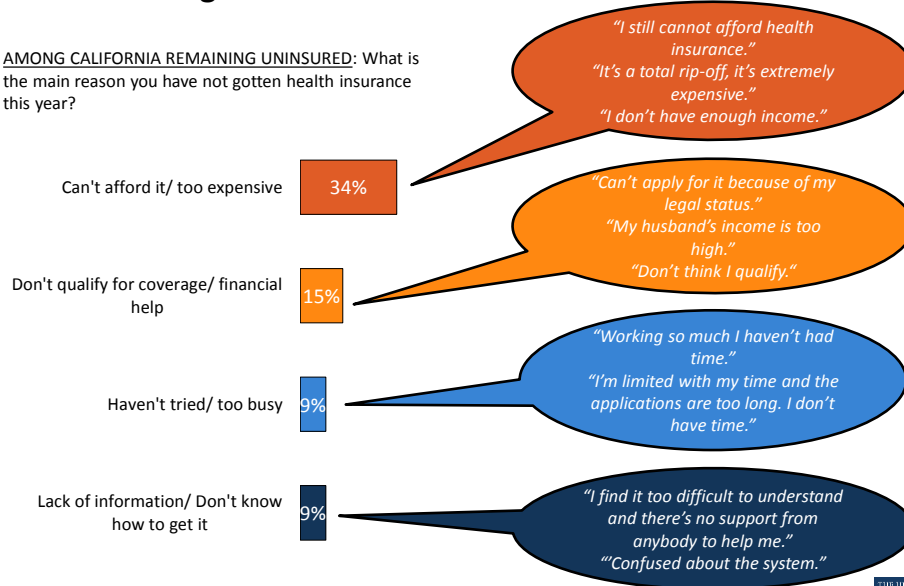 AMONG CALIFORNIA REMAINING UNINSURED: What is
the main reason you have not gotten health insurance
this year?
Can't afford it/ too expensive
34%
“I still cannot afford health
insurance.”
“It’s a total rip-off, it’s extremely
expensive.”
“I don’t have enough income.”
Don't qualify for coverage/ financial
help
15%
“Can’t apply for it because of my
legal status.”
“My husband’s income is too
high.”
“Don’t think I qualify.“
Haven't tried/ too busy
9%
“Working so much I haven’t had
time.”
“I’m limited with my time and the
applications are too long. I don’t
have time.”
Lack of information/ Don't know
how to get it
9%
“I find it too difficult to understand
and there’s no support from
anybody to help me.”
“’Confused about the system.”